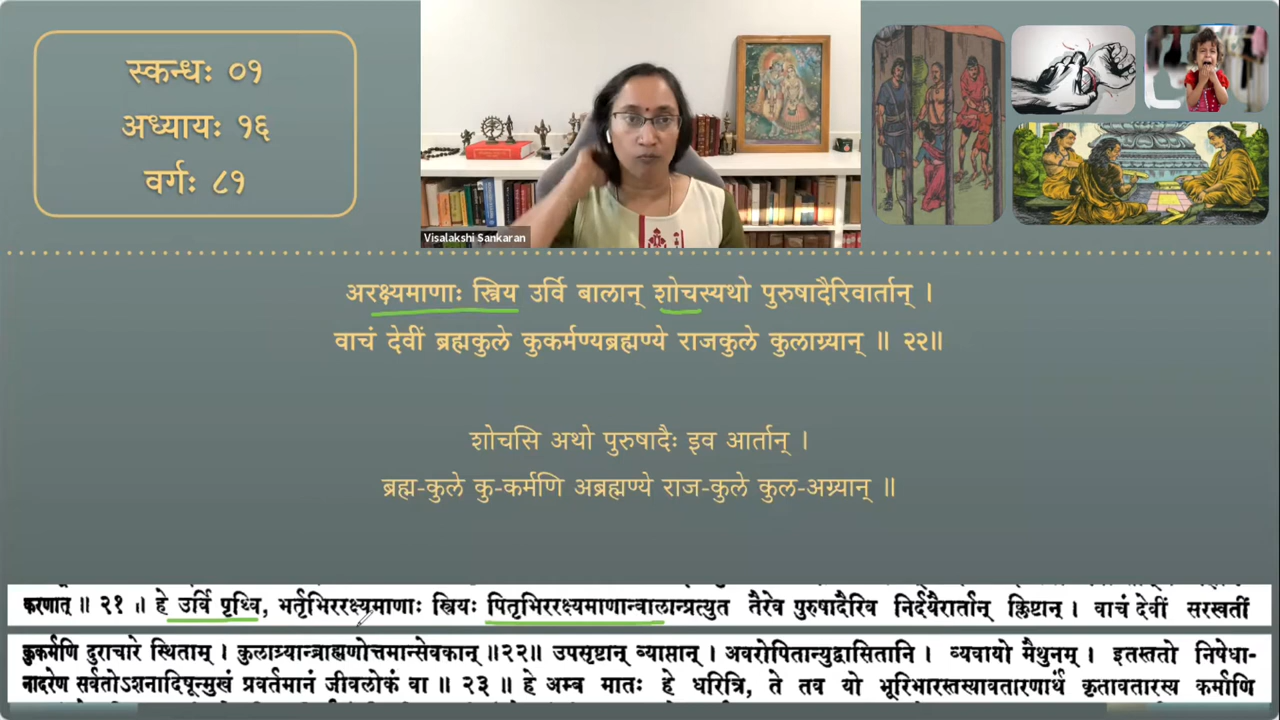 स्कन्धः ०१
अध्यायः १६
वर्गः ८१
Visalakshi Sankaran
अरक्ष्यमाणाः स्त्रिय उर्वि बालान् शोचस्यथो पुरुषादैरिवार्तान् ।
वाचं देवीं ब्रह्मकुले कुकर्मण्यब्रह्मण्ये राजकुले कुलाग्र्यान् ॥ २२॥
शोचसि अथो पुरुषादैः इव आर्तान् ।
ब्रह्म-कुले कु-कर्मणि अब्रह्मण्ये राज-कुले कुल-अग्र्यान् ॥
करणात् ॥ २१ ॥ हे उर्वि पृथ्वि, भर्तृभिररक्ष्यमाणाः स्त्रियः पितृभिररक्ष्यमाणान्बालान्प्रत्युत तैरेव पुरुषादैरिव निर्दयैरार्तान् क्लिष्टान् । वाचं देवीं सरस्वतीं
कुकर्मणि दुराचारे स्थिताम् । कुलाग्र्यान्ब्राह्मणोत्तमान्सेवकान् ॥२२॥ उपसृष्टान् व्याप्तान् । अवरोपितान्युद्वासितानि । व्यवायो मैथुनम् । इतस्ततो निषेधा-
नादरेण सर्वतोऽशनादिषून्मुखं प्रवर्तमानं जीवलोकं वा ॥ २३ ॥ हे अम्ब मातः हे धरित्रि, ते तव यो भूरिभारस्तस्यावतारणार्थं कृतावतारस्य कर्माणि